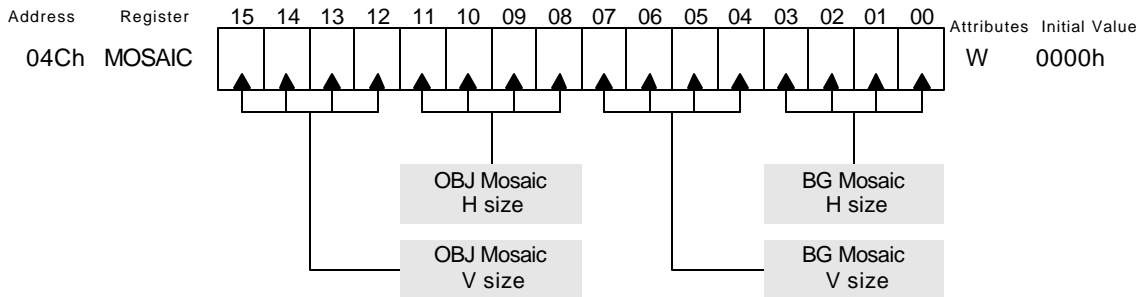 Address Register 15 14 13 12 11 10 09 08 07 06 05 04 03 02 01 00 Attributes Initial Value
04Ch MOSAIC W 0000h
OBJ Mosaic
H size
BG Mosaic
H size
OBJ Mosaic
V size
BG Mosaic
V size